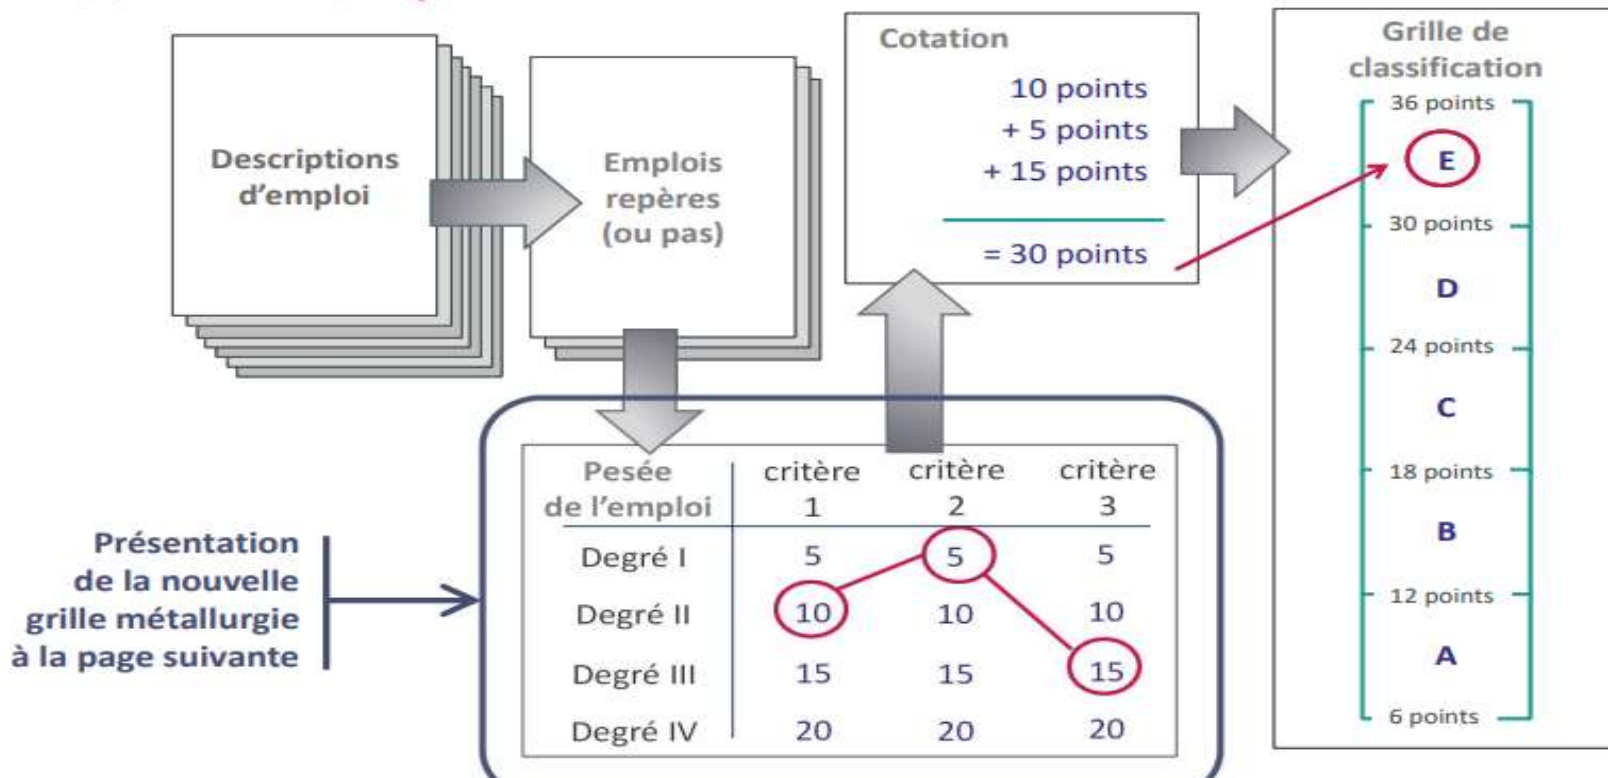 Descriptions
d'emploi
Emplois
repères
(ou pas)
Cotation
10 points
+ 5 points
+ 15 points
= 30 points
Grille de
classification
36 points
E
30 points
D
24 points
C
18 points
B
12 points
A
6 points
Présentation
de la nouvelle
grille métallurgie
à la page suivante
Pesée critère critère critère
de l'emploi 1 2 3
Degré I 5 5 5
Degré II 10 10 10
Degré III 15 15 15
Degré IV 20 20 20